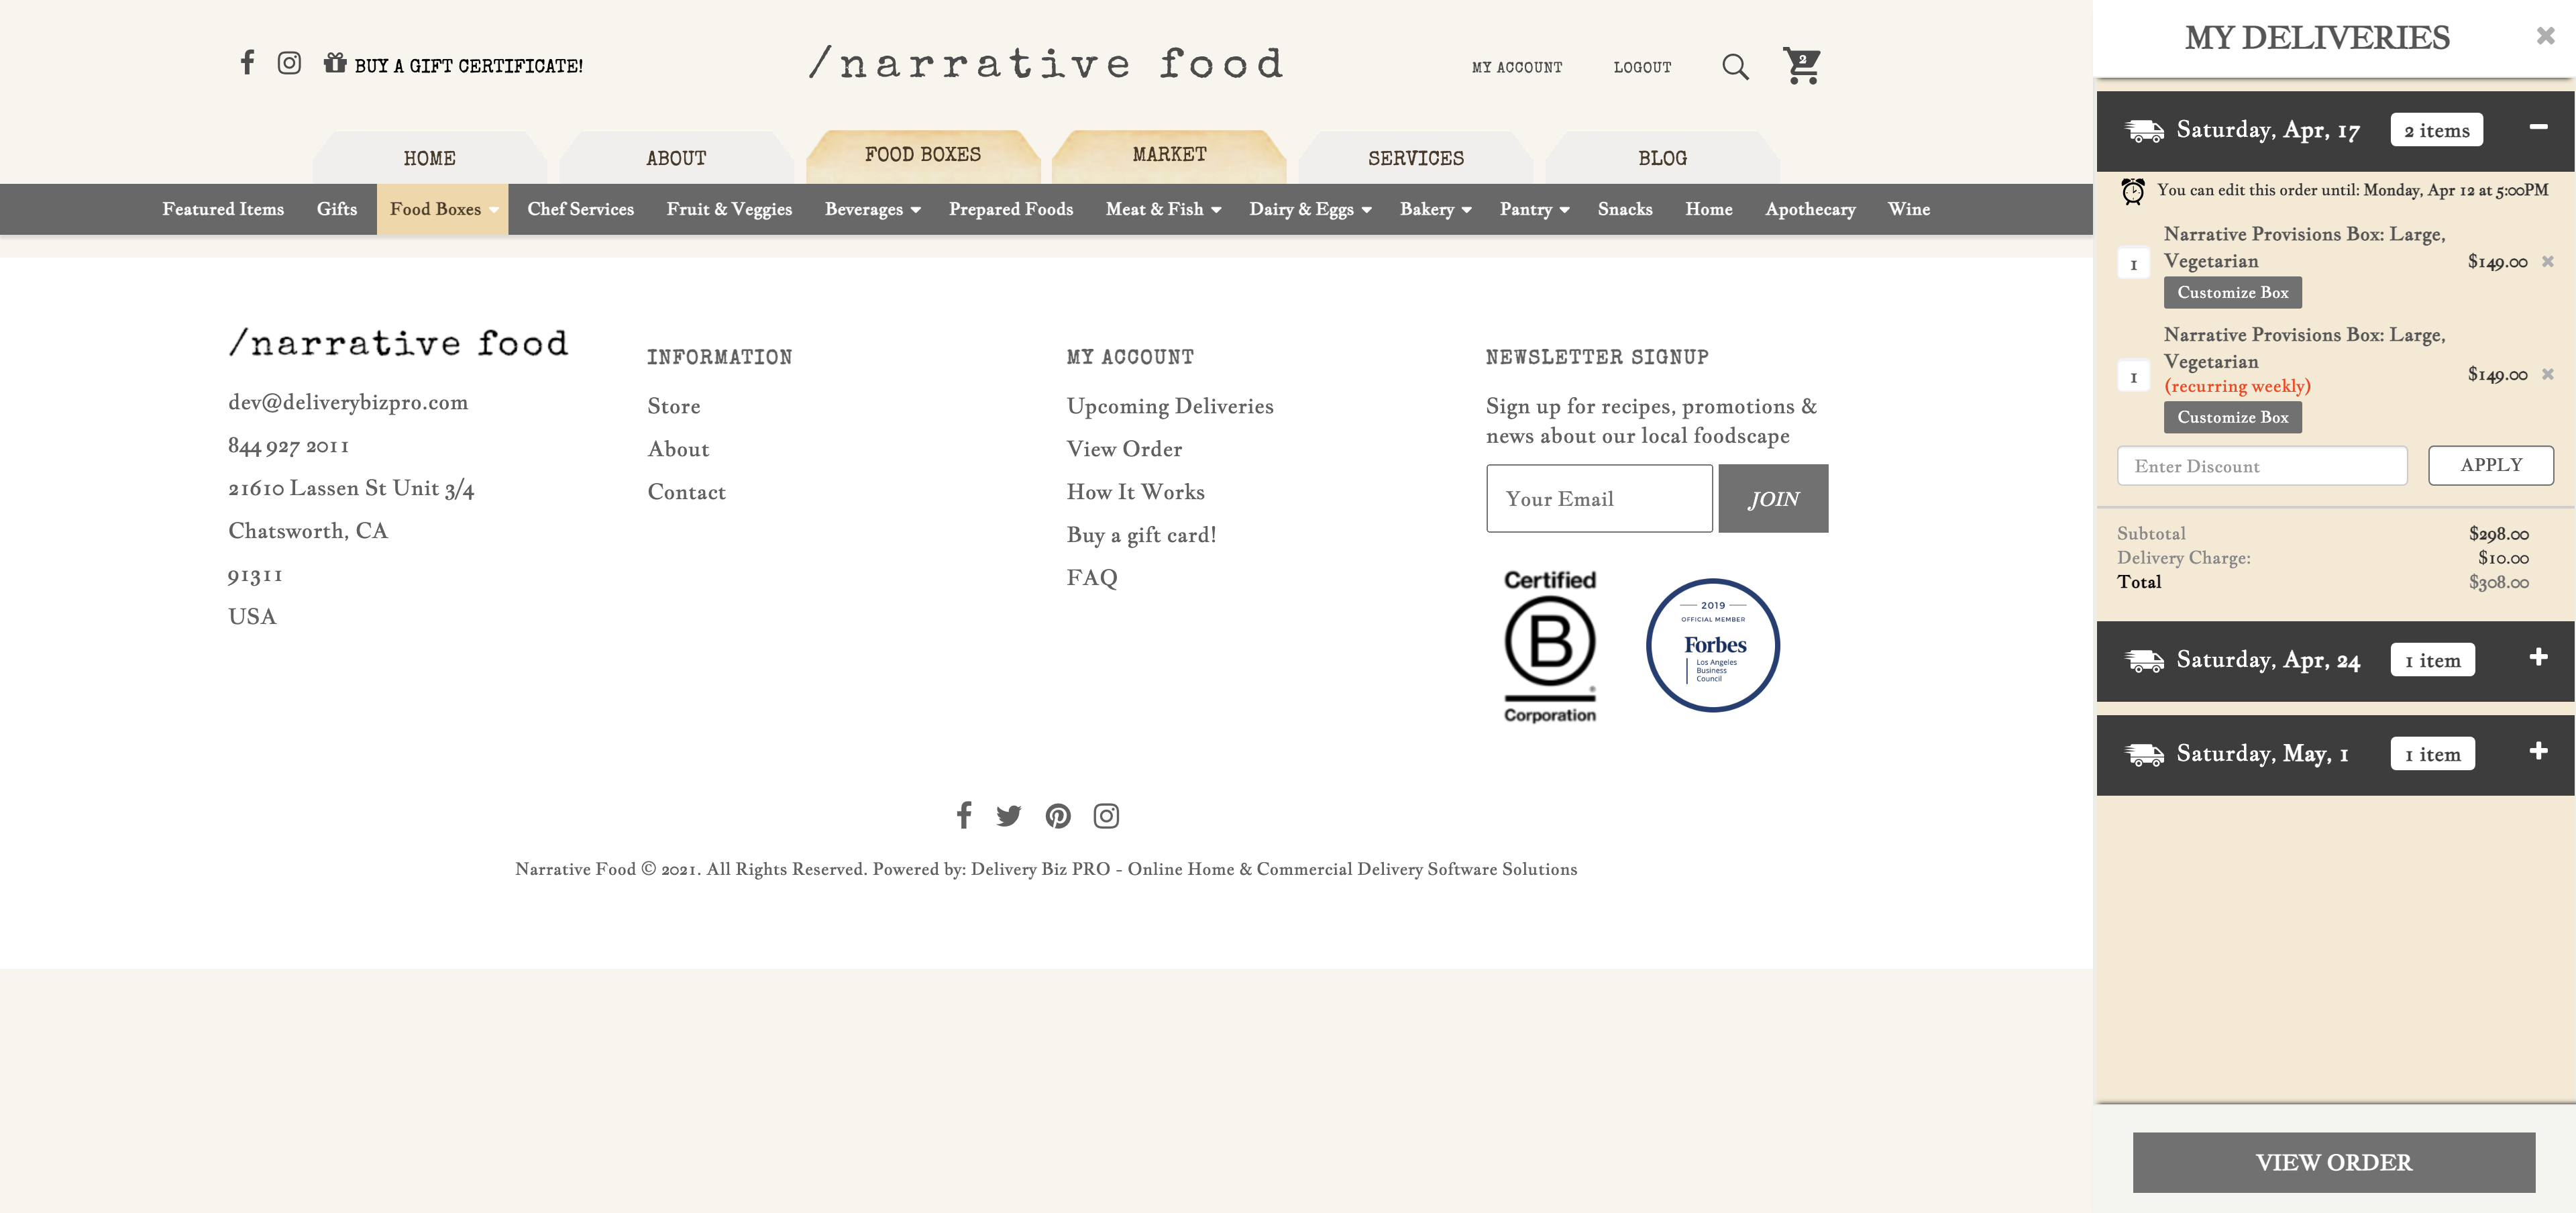 BUY A GIFT CERTIFICATE!
/narrative food
MY ACCOUNT
LOGOUT
2
HOME
ABOUT
FOOD BOXES
MARKET
SERVICES
BLOG
Featured Items
Gifts
Food Boxes
Chef Services
Fruit & Veggies
Beverages
Prepared Foods
Meat & Fish
Dairy & Eggs
Bakery
Pantry
Snacks
Home
Apothecary
Wine
/narrative food
dev@deliverybizpro.com
844 927 2011
21610 Lassen St Unit 3/4
Chatsworth, CA
91311
USA
INFORMATION
Store
About
Contact
MY ACCOUNT
Upcoming Deliveries
View Order
How It Works
Buy a gift card!
FAQ
NEWSLETTER SIGNUP
Sign up for recipes, promotions &
news about our local foodscape
Your Email
JOIN
Certified
B
®
Corporation
2019
OFFICIAL MEMBER
Forbes
Los Angeles
Business
Council
Narrative Food © 2021. All Rights Reserved. Powered by: Delivery Biz PRO - Online Home & Commercial Delivery Software Solutions
MY DELIVERIES
Saturday, Apr, 17
2 items
You can edit this order until: Monday, Apr 12 at 5:00PM
1
Narrative Provisions Box: Large,
Vegetarian
$149.00
Customize Box
1
Narrative Provisions Box: Large,
Vegetarian
(recurring weekly)
$149.00
Customize Box
Enter Discount
APPLY
Subtotal $298.00
Delivery Charge: $10.00
Total $308.00
Saturday, Apr, 24
1 item
Saturday, May, 1
1 item
VIEW ORDER